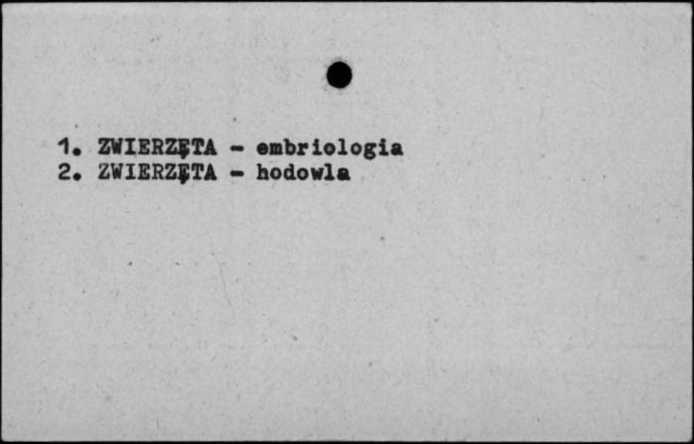 1. ZWIERZĘTA - embriologia
2. ZWIERZĘTA - hodowla